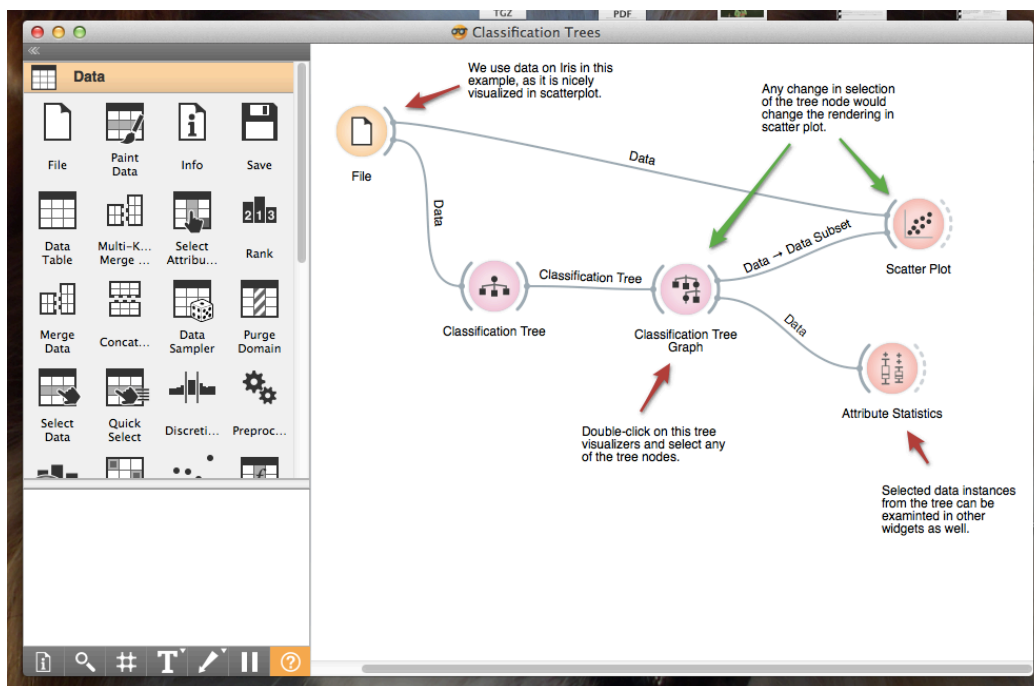 TGZ
PDF
Classification Trees
Data
File
Paint
Data
Info
Save
Data
Table
Multi-K...
Merge ...
Select
Attribu...
Rank
Merge
Data
Concat...
Data
Sampler
Purge
Domain
Select
Data
Quick
Select
Discreti...
Preproc...
We use data on Iris in this
example, as it is nicely
visualized in scatterplot.
Any change in selection
of the tree node would
change the rendering in
scatter plot.
File
Data
Data
Classification Tree
Classification Tree
Classification Tree
Graph
Data → Data Subset
Scatter Plot
Data
Attribute Statistics
Double-click on this tree
visualizers and select any
of the tree nodes.
Selected data instances
from the tree can be
examinted in other
widgets as well.